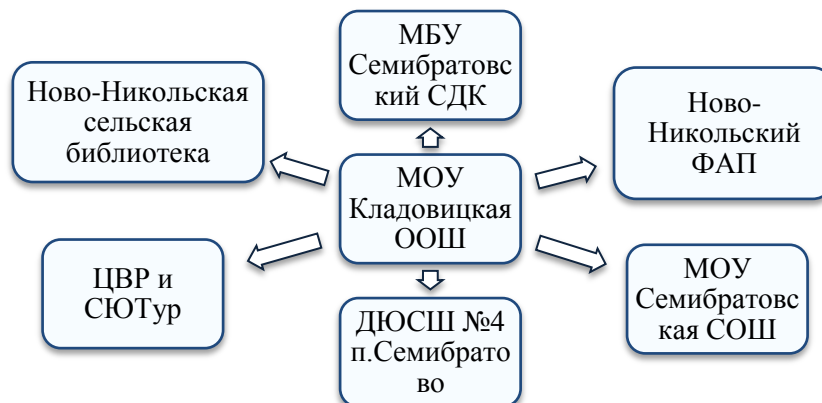 МБУ
Семибратовс
кий СДК
Ново-Никольская
сельская
библиотека
Ново-
Никольский
ФАП
МОУ
Кладовицкая
ООШ
ЦВР и
СЮТур
МОУ
Семибратовс
кая СОШ
ДЮСШ №4
п.Семибрато
во